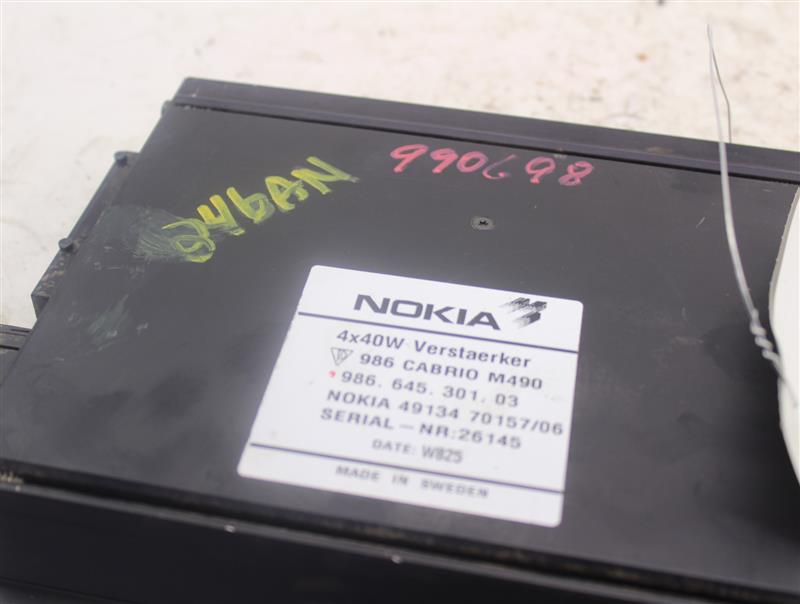 990698
246AN
NOKIA
4x40W Verstaerker
986 CABRIO M490
986. 645. 301. 03
NOKIA 49134 70157/06
SERIAL – NR:26145
DATE: W825
MADE IN SWEDEN